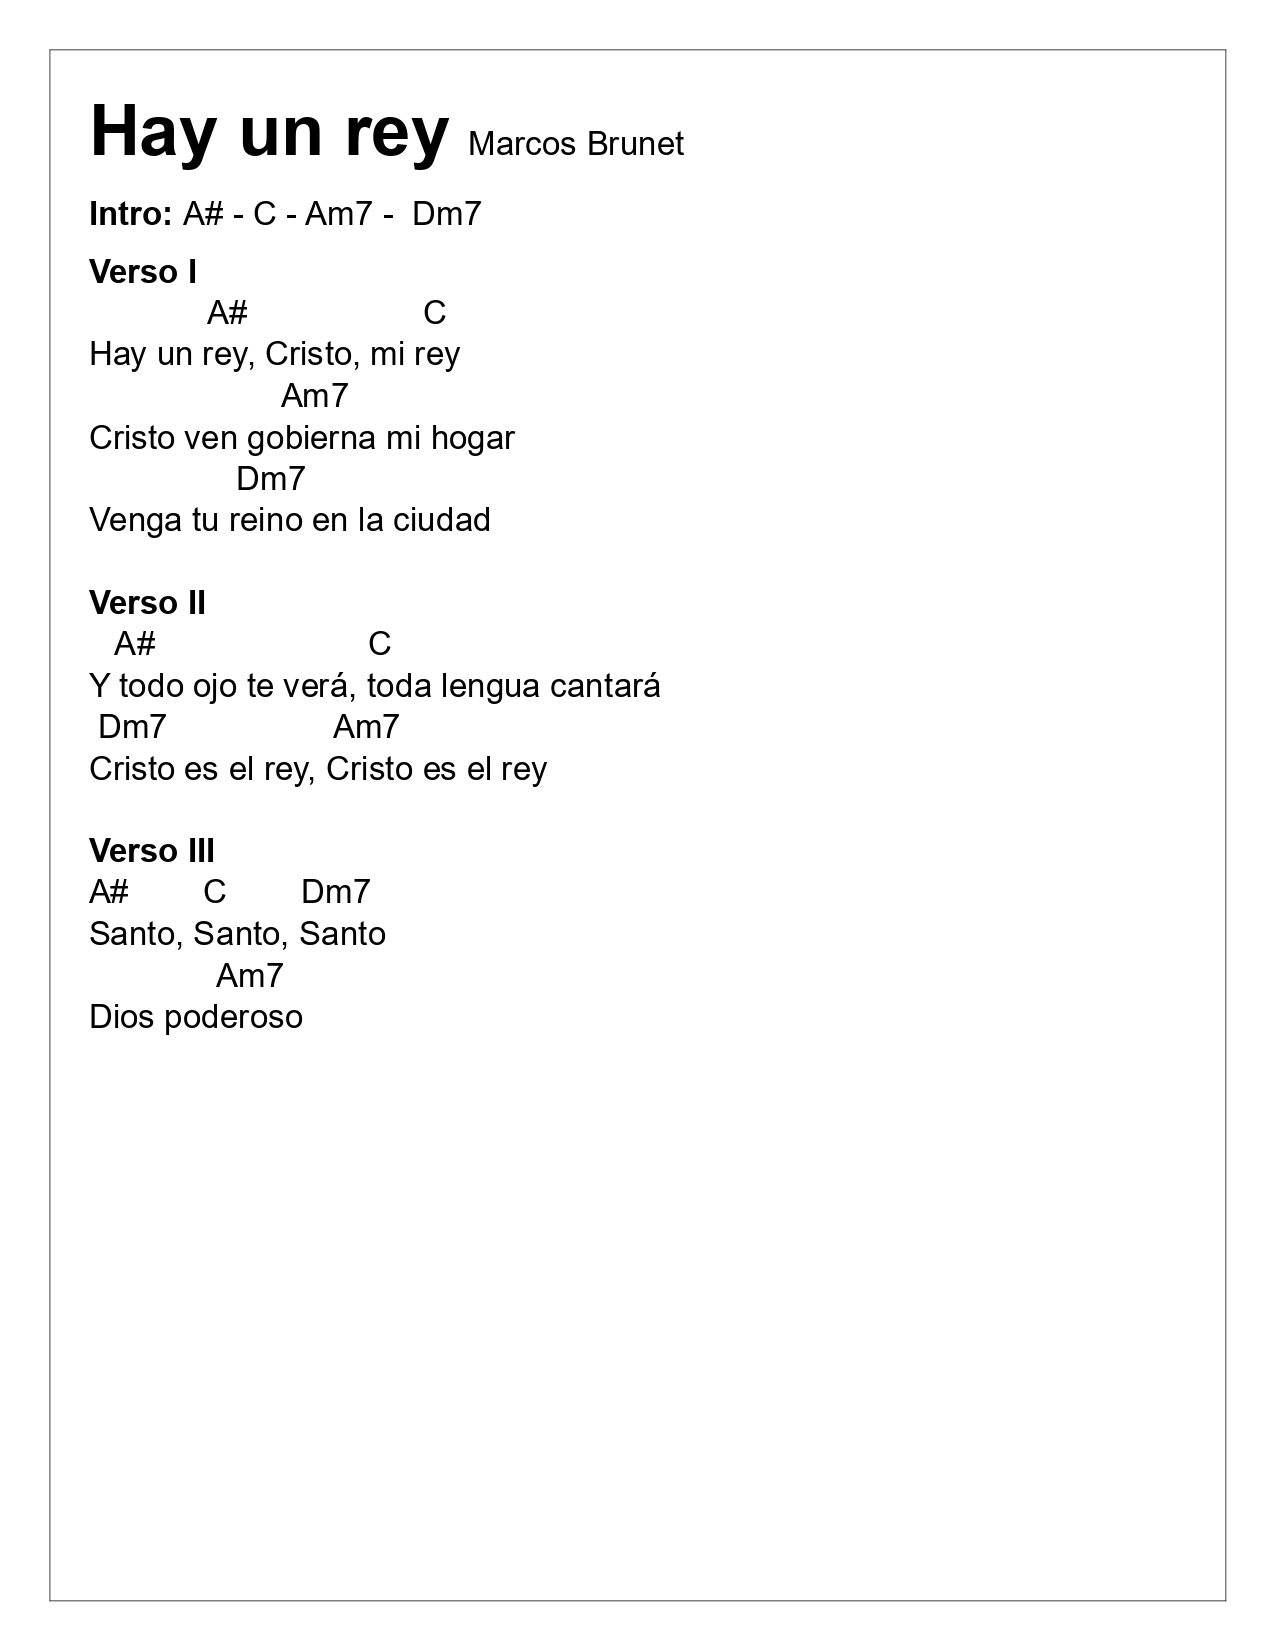 Hay un rey Marcos Brunet
Intro: A# - C - Am7 -  Dm7
Verso I
A# C
Hay un rey, Cristo, mi rey
Am7
Cristo ven gobierna mi hogar
Dm7
Venga tu reino en la ciudad
Verso II
A# C
Y todo ojo te verá, toda lengua cantará
Dm7 Am7
Cristo es el rey, Cristo es el rey
Verso III
A# C Dm7
Santo, Santo, Santo
Am7
Dios poderoso